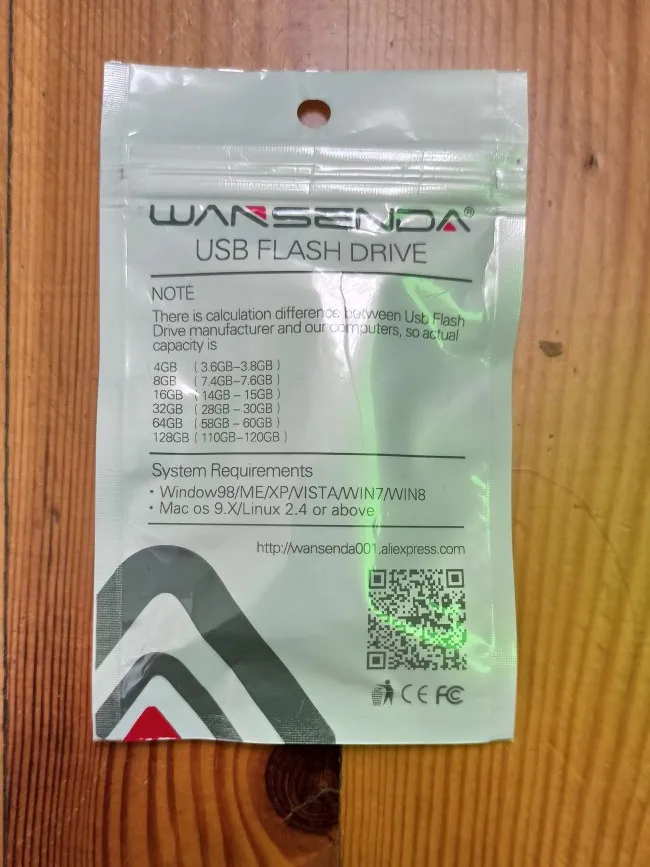 WANSENDA®
USB FLASH DRIVE
NOTE
There is calculation difference between Usb Flash
Drive manufacturer and our computers, so actual
capacity is
4GB ( 3.6GB-3.8GB )
8GB ( 7.4GB-7.6GB )
16GB ( 14GB - 15GB )
32GB ( 28GB - 30GB )
64GB ( 58GB - 60GB )
128GB ( 110GB-120GB )
System Requirements
• Window98/ME/XP/VISTA/WIN7/WIN8
• Mac os 9.X/Linux 2.4 or above
http://wansenda001.aliexpress.com
CE FC